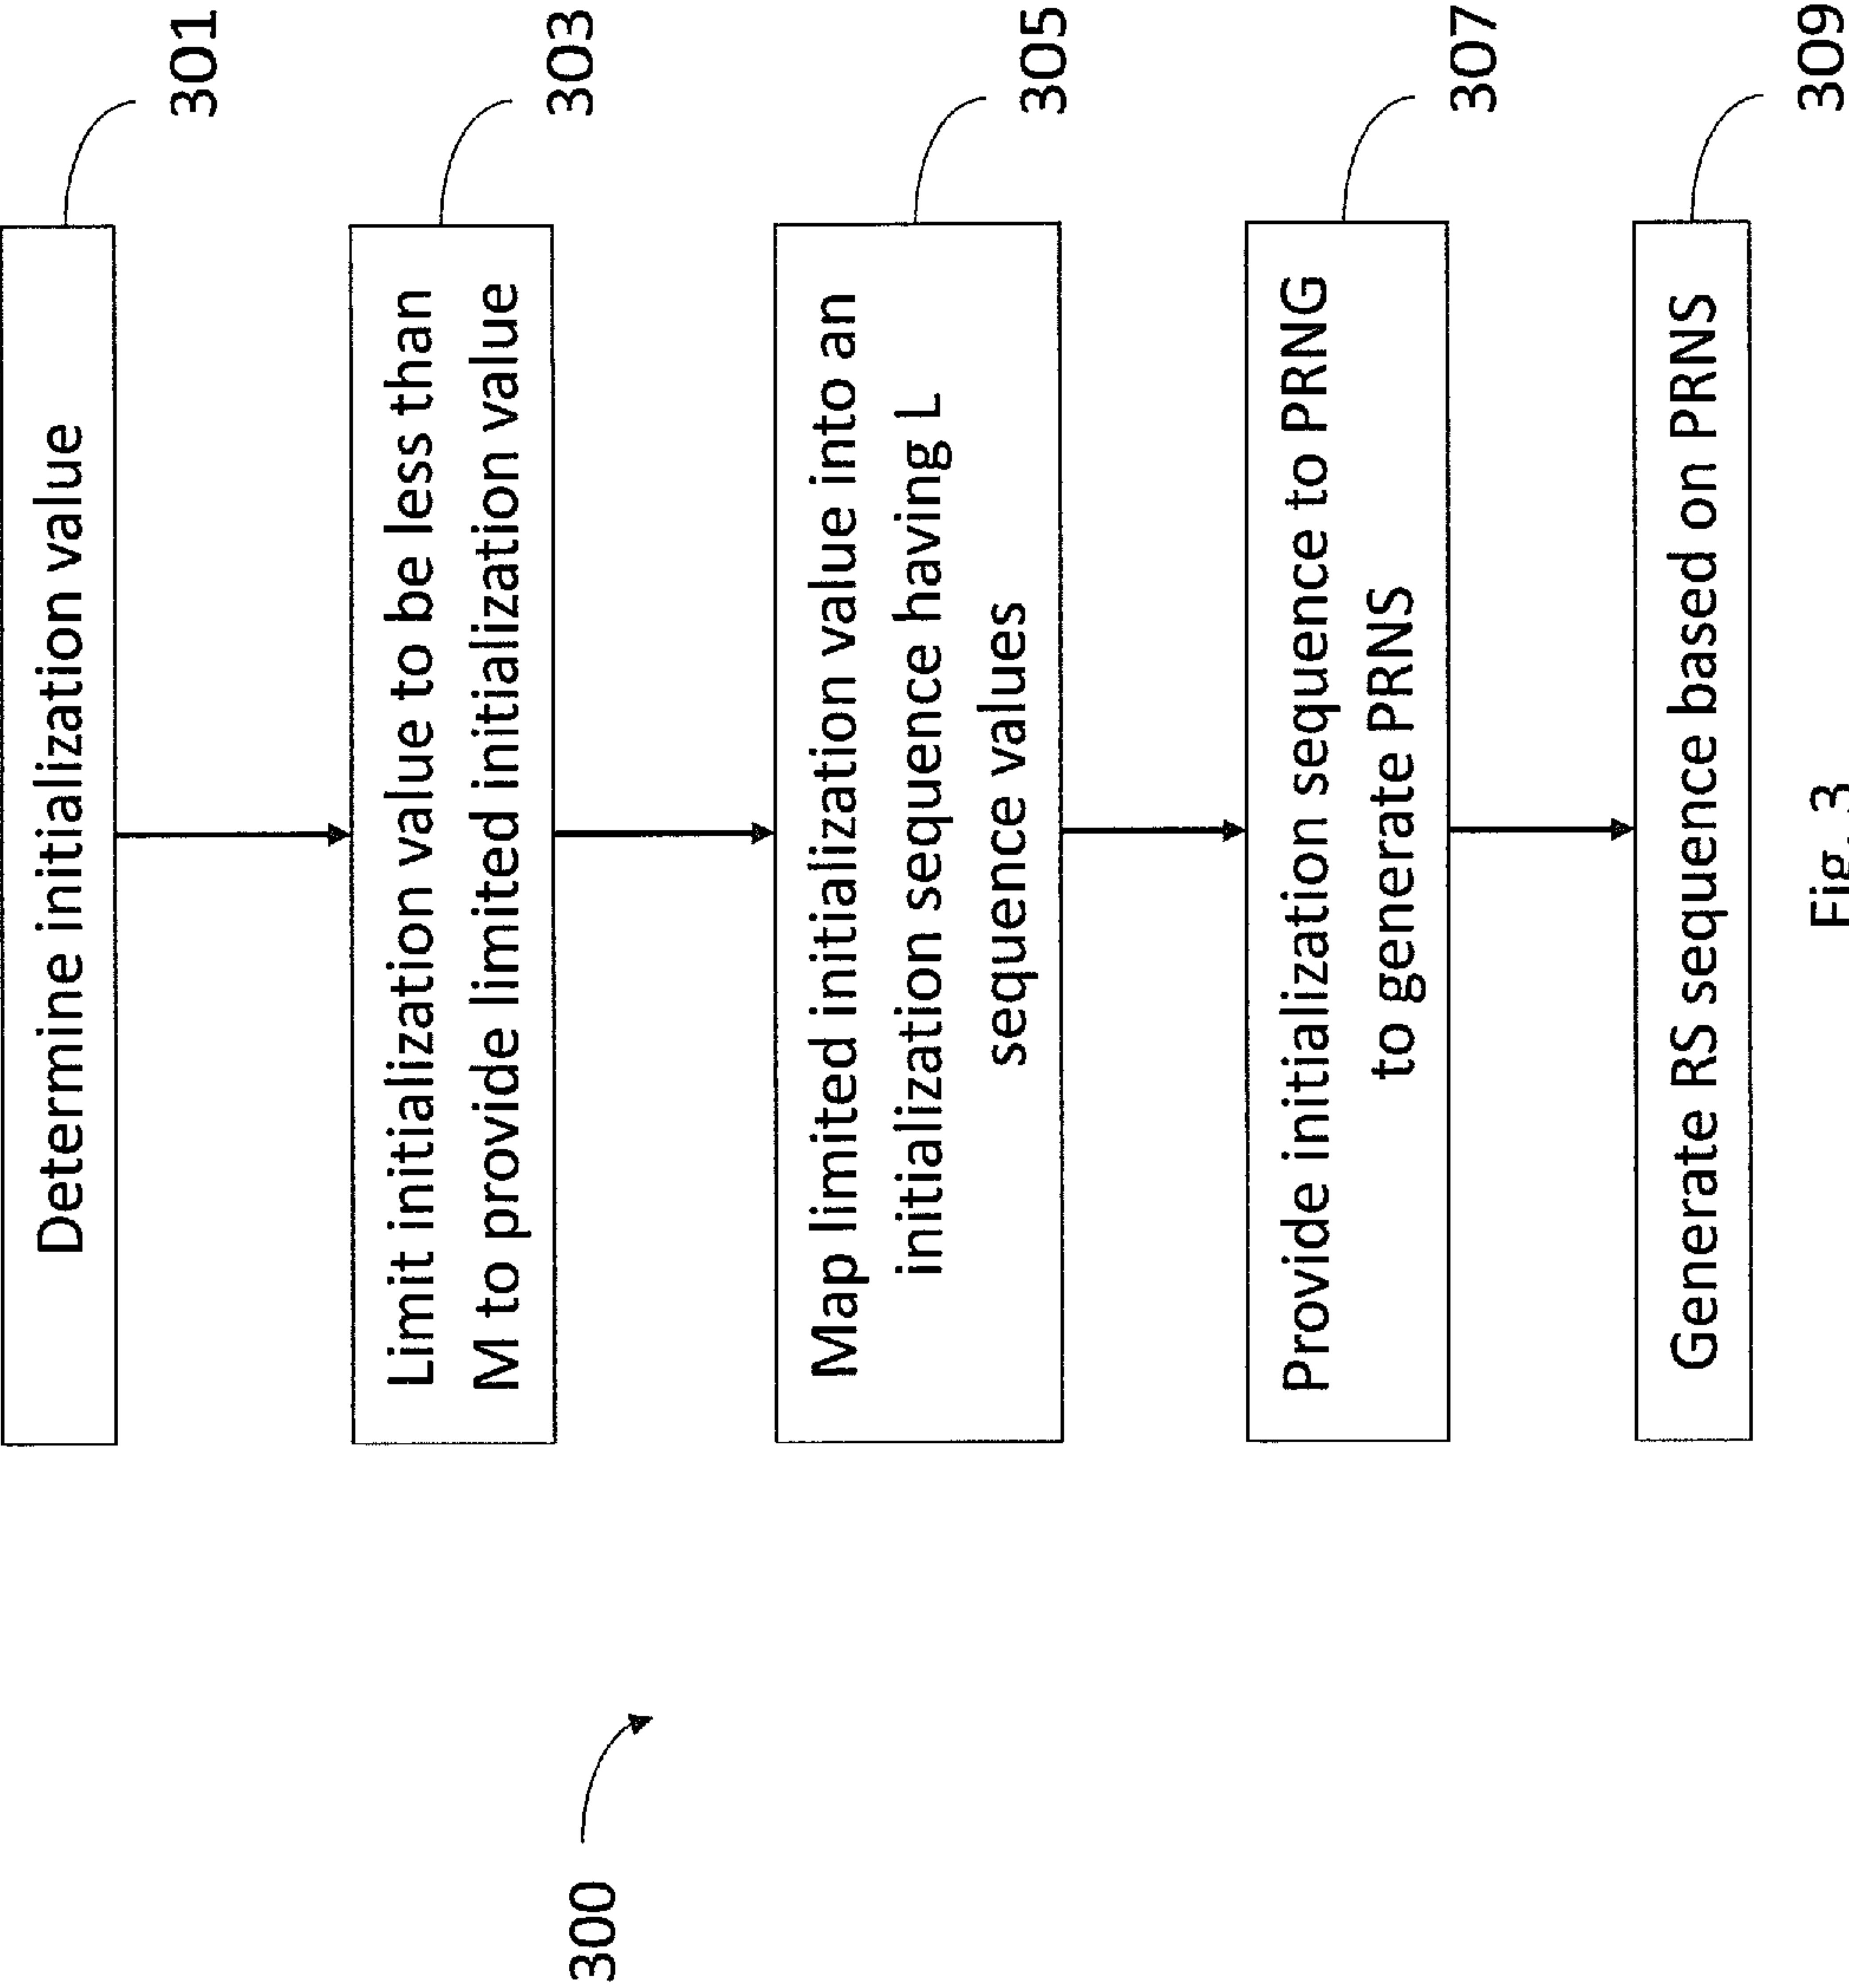 300
Determine initialization value
301
Limit initialization value to be less than
M to provide limited initialization value
303
Map limited initialization value into an
initialization sequence having L
sequence values
305
Provide initialization sequence to PRNG
to generate PRNS
307
Generate RS sequence based on PRNS
309
Fig. 3